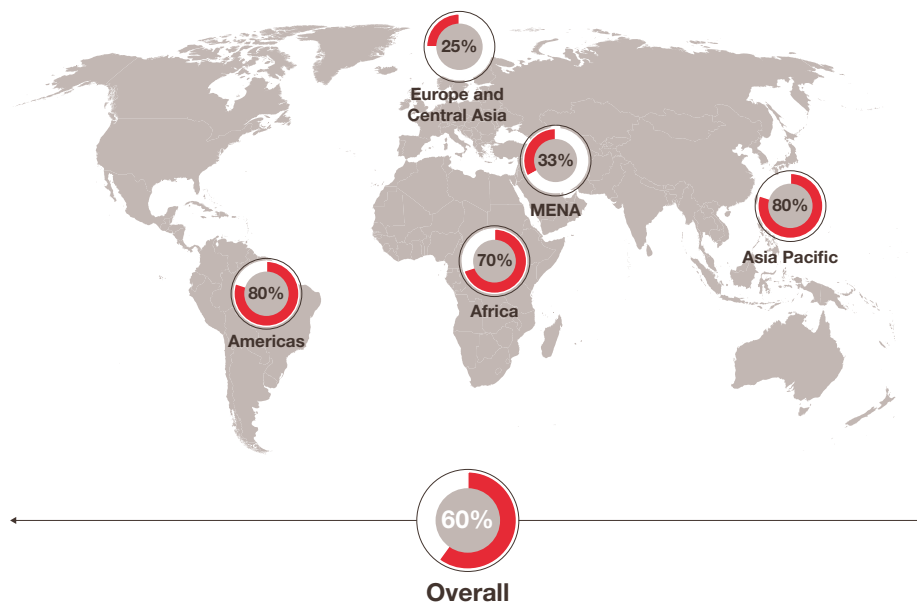 25%
Europe and
Central Asia
33%
MENA
80%
Asia Pacific
70%
Africa
80%
Americas
60%
Overall